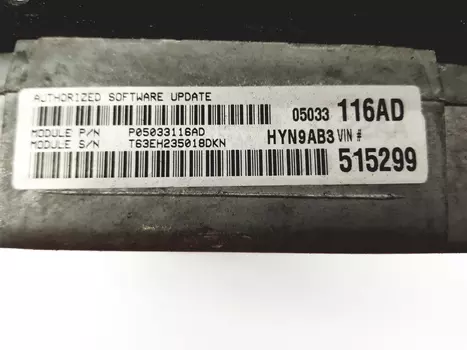 AUTHORIZED SOFTWARE UPDATE
05033 116AD
MODULE P/N P05033116AD
HYN9AB3 VIN #
MODULE S/N T63EH235018DKN
515299